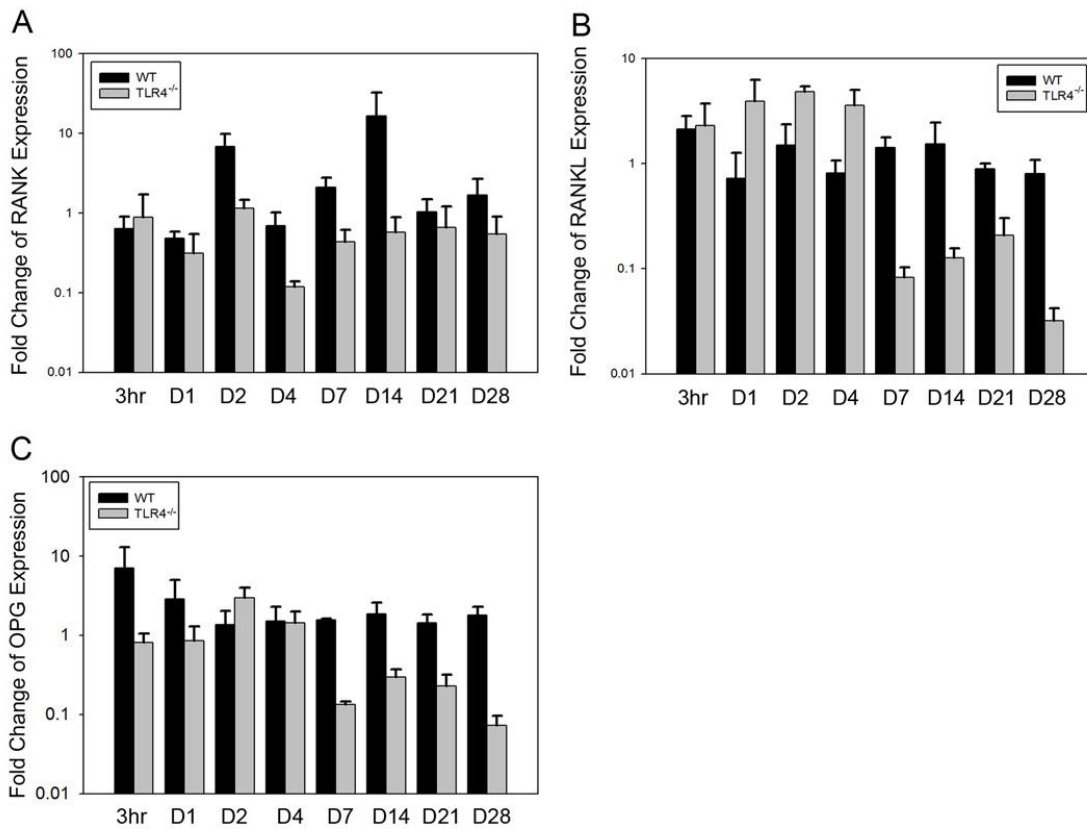 A
Fold Change of RANK Expression
100
10
1
0.1
0.01
WT
TLR4-/-
3hr D1 D2 D4 D7 D14 D21 D28
B
Fold Change of RANKL Expression
10
1
0.1
0.01
WT
TLR4-/-
3hr D1 D2 D4 D7 D14 D21 D28
C
Fold Change of OPG Expression
100
10
1
0.1
0.01
WT
TLR4-/-
3hr D1 D2 D4 D7 D14 D21 D28